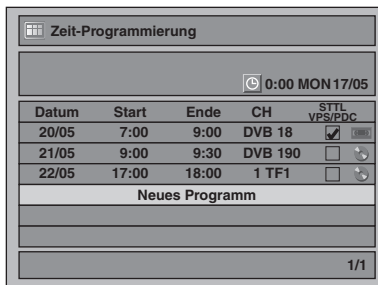 Zeit-Programmierung
0:00 MON 17/05
Datum Start Ende CH STTL VPS/PDC
20/05 7:00 9:00 DVB 18
21/05 9:00 9:30 DVB 190
22/05 17:00 18:00 1 TF1
Neues Programm
1/1